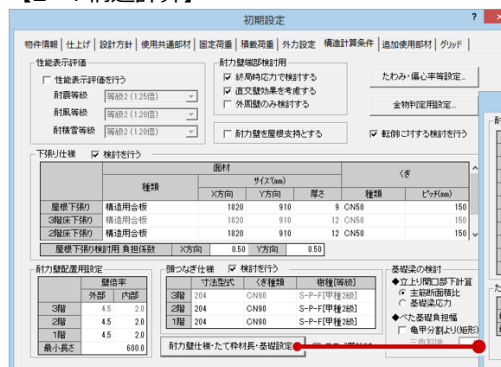 初期設定
物件情報 仕上げ 設計方針 使用共通部材 固定荷重 積載荷重 外力設定 構造計算条件 追加使用部材 グリッド
性能表示評価
性能表示評価を行う
耐震等級 等級2 (1.25倍)
耐風等級 等級2 (1.20倍)
耐積雪等級 等級2 (1.20倍)
耐力壁端部検討用
終局時応力で検討する
直交壁効果を考慮する
外周壁のみ検討する
耐力壁を屋根支持とする
たわみ・偏心率等設定...
金物判定用設定...
転倒に対する検討を行う
下張り仕様 検討を行う
面材 くぎ
種類 サイズ(mm) 種類 ピッチ(mm)
X方向 Y方向 厚さ
屋根下張り 構造用合板 1820 910 9 CN50 150
3階床下張り 構造用合板 1820 910 12 CN50 150
2階床下張り 構造用合板 1820 910 12 CN50 150
屋根下張り検討用 負担係数 X方向 0.50 Y方向 0.50
耐力壁配置用設定
壁倍率
外部 内部
3階 4.5 2.0
2階 4.5 2.0
1階 4.5 2.0
最小長さ 600.0
頭つなぎ仕様 検討を行う
寸法型式 くぎ種類 樹種[等級]
3階 204 CN90 S-P-F[甲種2級]
2階 204 CN90 S-P-F[甲種2級]
1階 204 CN90 S-P-F[甲種2級]
耐力壁仕様・たて枠材長・基礎設定...
基礎梁の検討
◆立上り開口部下計算
主筋断面積比
基礎梁応力
◆べた基礎負担幅
亀甲分割より(矩形)